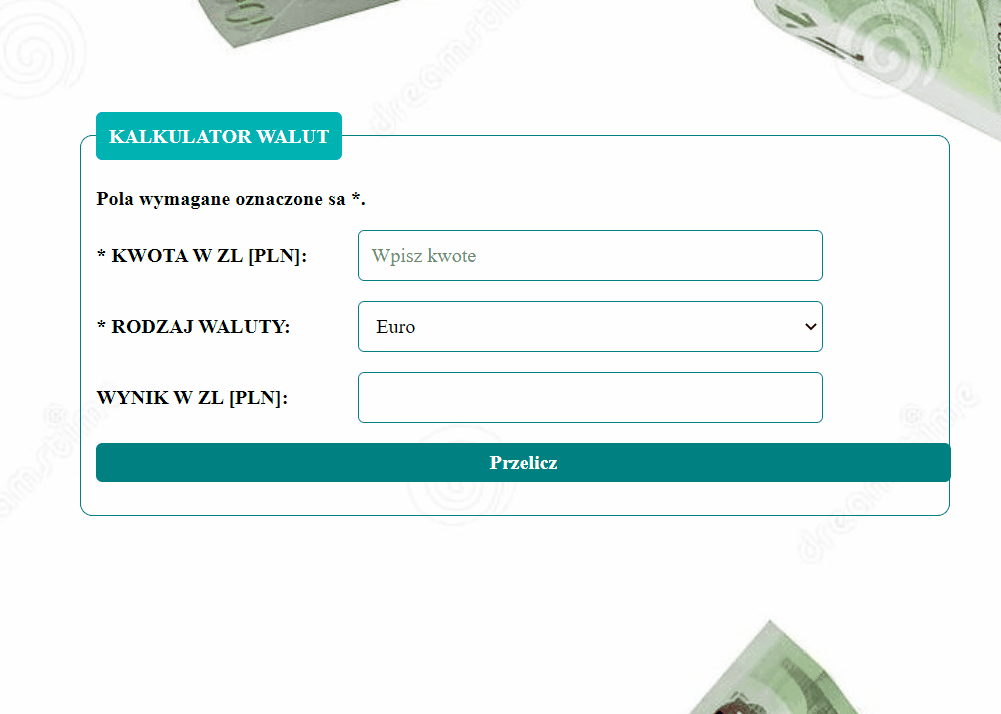 KALKULATOR WALUT
Pola wymagane oznaczone sa *.
* KWOTA W ZL [PLN]:
Wpisz kwote
* RODZAJ WALUTY:
Euro
WYNIK W ZL [PLN]:
Przelicz